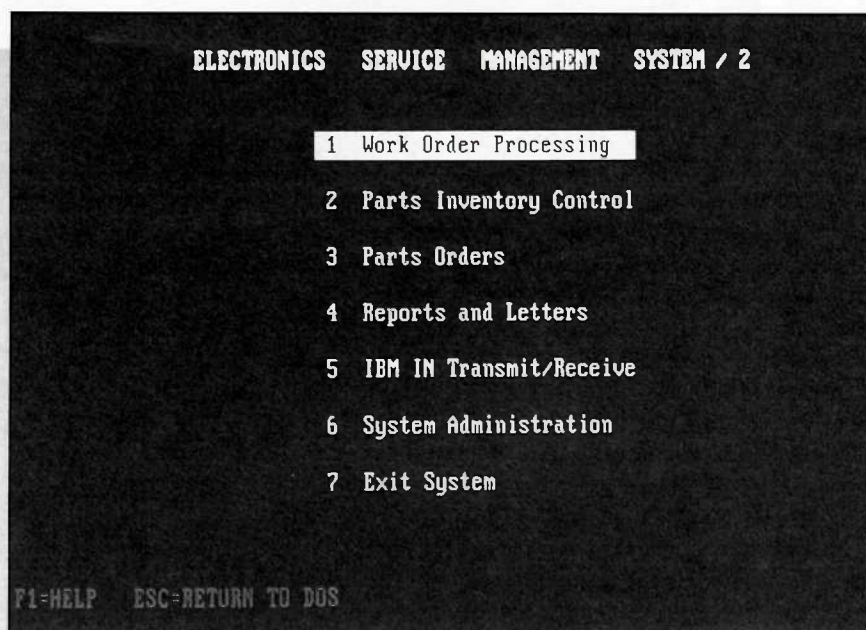 ELECTRONICS SERVICE MANAGEMENT SYSTEM / 2
1 Work Order Processing
2 Parts Inventory Control
3 Parts Orders
4 Reports and Letters
5 IBM IN Transmit/Receive
6 System Administration
7 Exit System
F1=HELP ESC=RETURN TO DOS